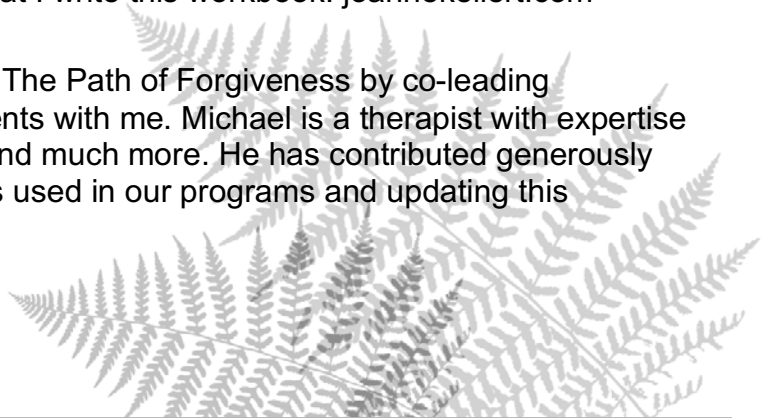 The Path of Forgiveness by co-leading
ents with me. Michael is a therapist with expertise
nd much more. He has contributed generously
s used in our programs and updating this